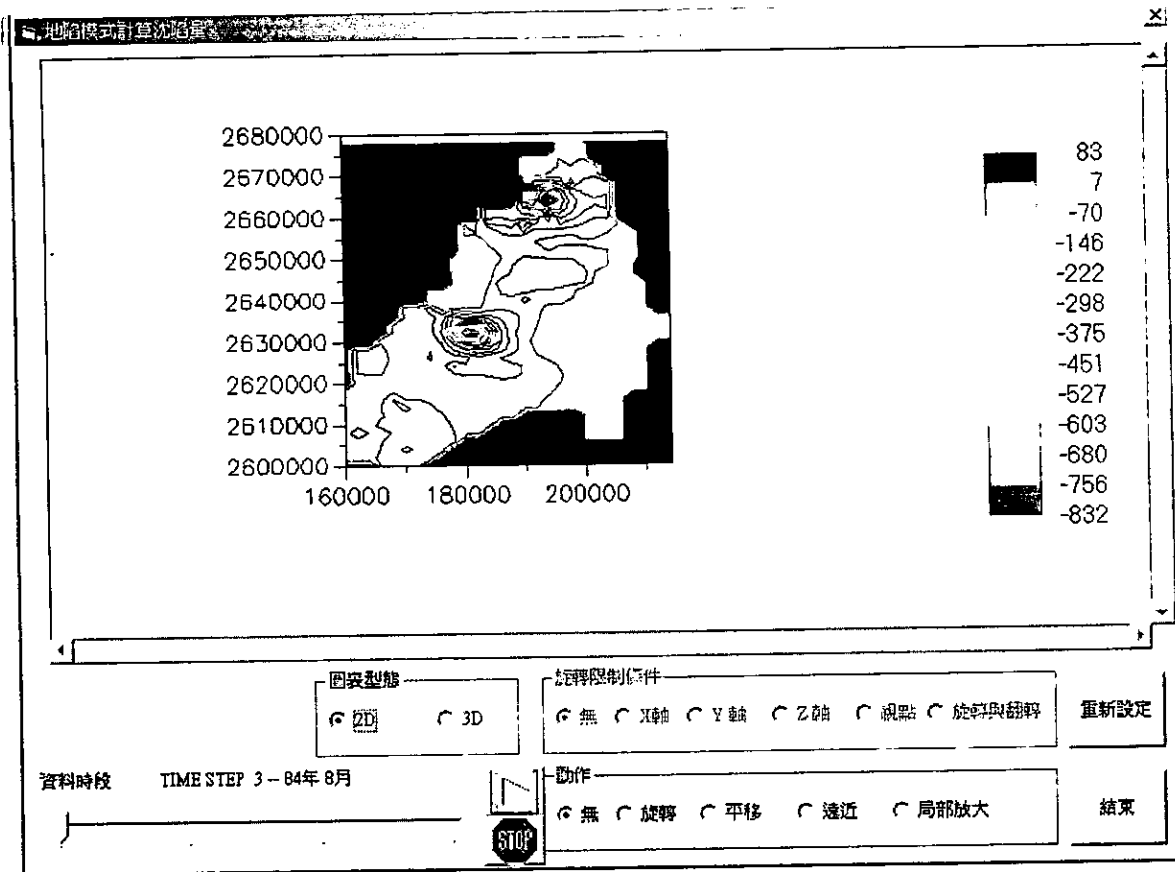 地陷模式計算沈陷量
2680000
2670000
2660000
2650000
2640000
2630000
2620000
2610000
2600000
160000 180000 200000
83
7
-70
-146
-222
-298
-375
-451
-527
-603
-680
-756
-832
圖表型態
2D 3D
旋轉限制條件
無 X軸 Y軸 Z軸 視點 旋轉與翻轉
重新設定
資料時段 TIME STEP 3 – 84年 8月
動作
無 旋轉 平移 遠近 局部放大
結束
STOP